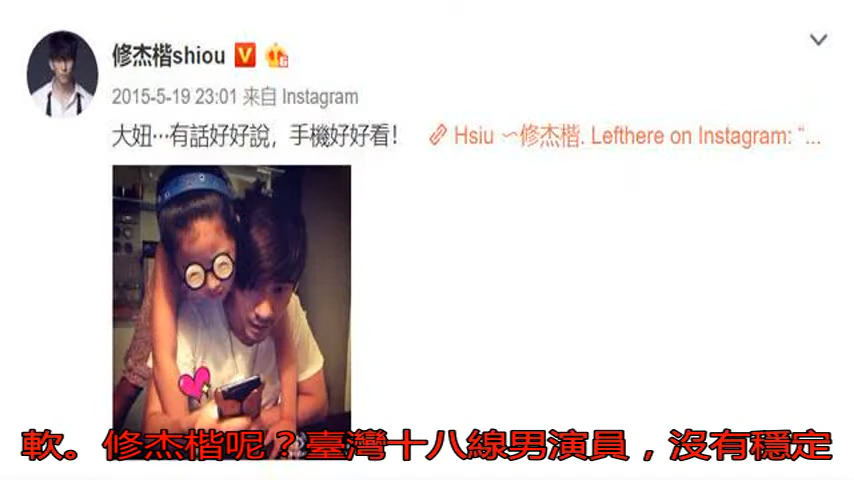 修杰楷shiou
2015-5-19 23:01 来自 Instagram
大妞…有話好好說，手機好好看！ Hsiu ～修杰楷. Lefthere on Instagram: “...
軟。修杰楷呢？臺灣十八線男演員，沒有穩定